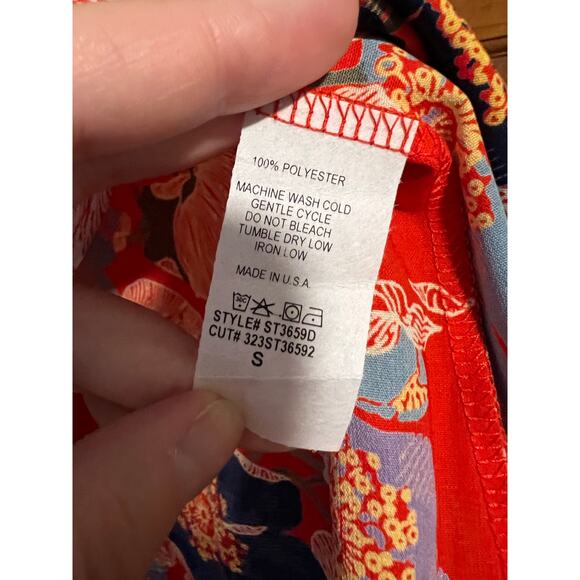 100% POLYESTER
MACHINE WASH COLD
GENTLE CYCLE
DO NOT BLEACH
TUMBLE DRY LOW
IRON LOW
MADE IN U.S.A.
STYLE# ST3659D
CUT# 323ST36592
S